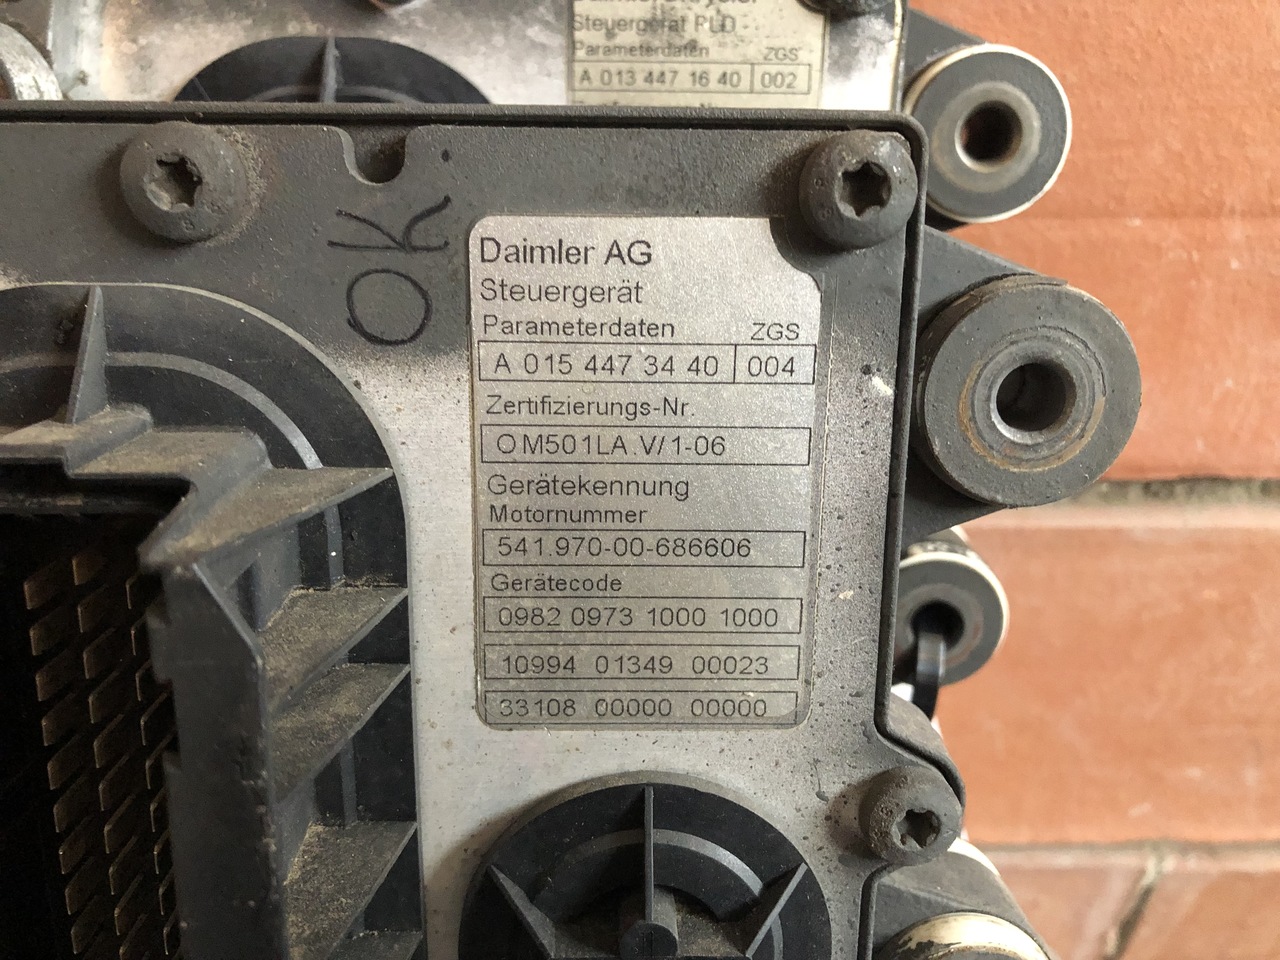 Steuergerät PLD
Parameterdaten ZGS
A 013 447 16 40 002
OK
Daimler AG
Steuergerät
Parameterdaten ZGS
A 015 447 34 40 004
Zertifizierungs-Nr.
OM501LA.V/1-06
Gerätekennung
Motornummer
541.970-00-686606
Gerätecode
0982 0973 1000 1000
10994 01349 00023
33108 00000 00000